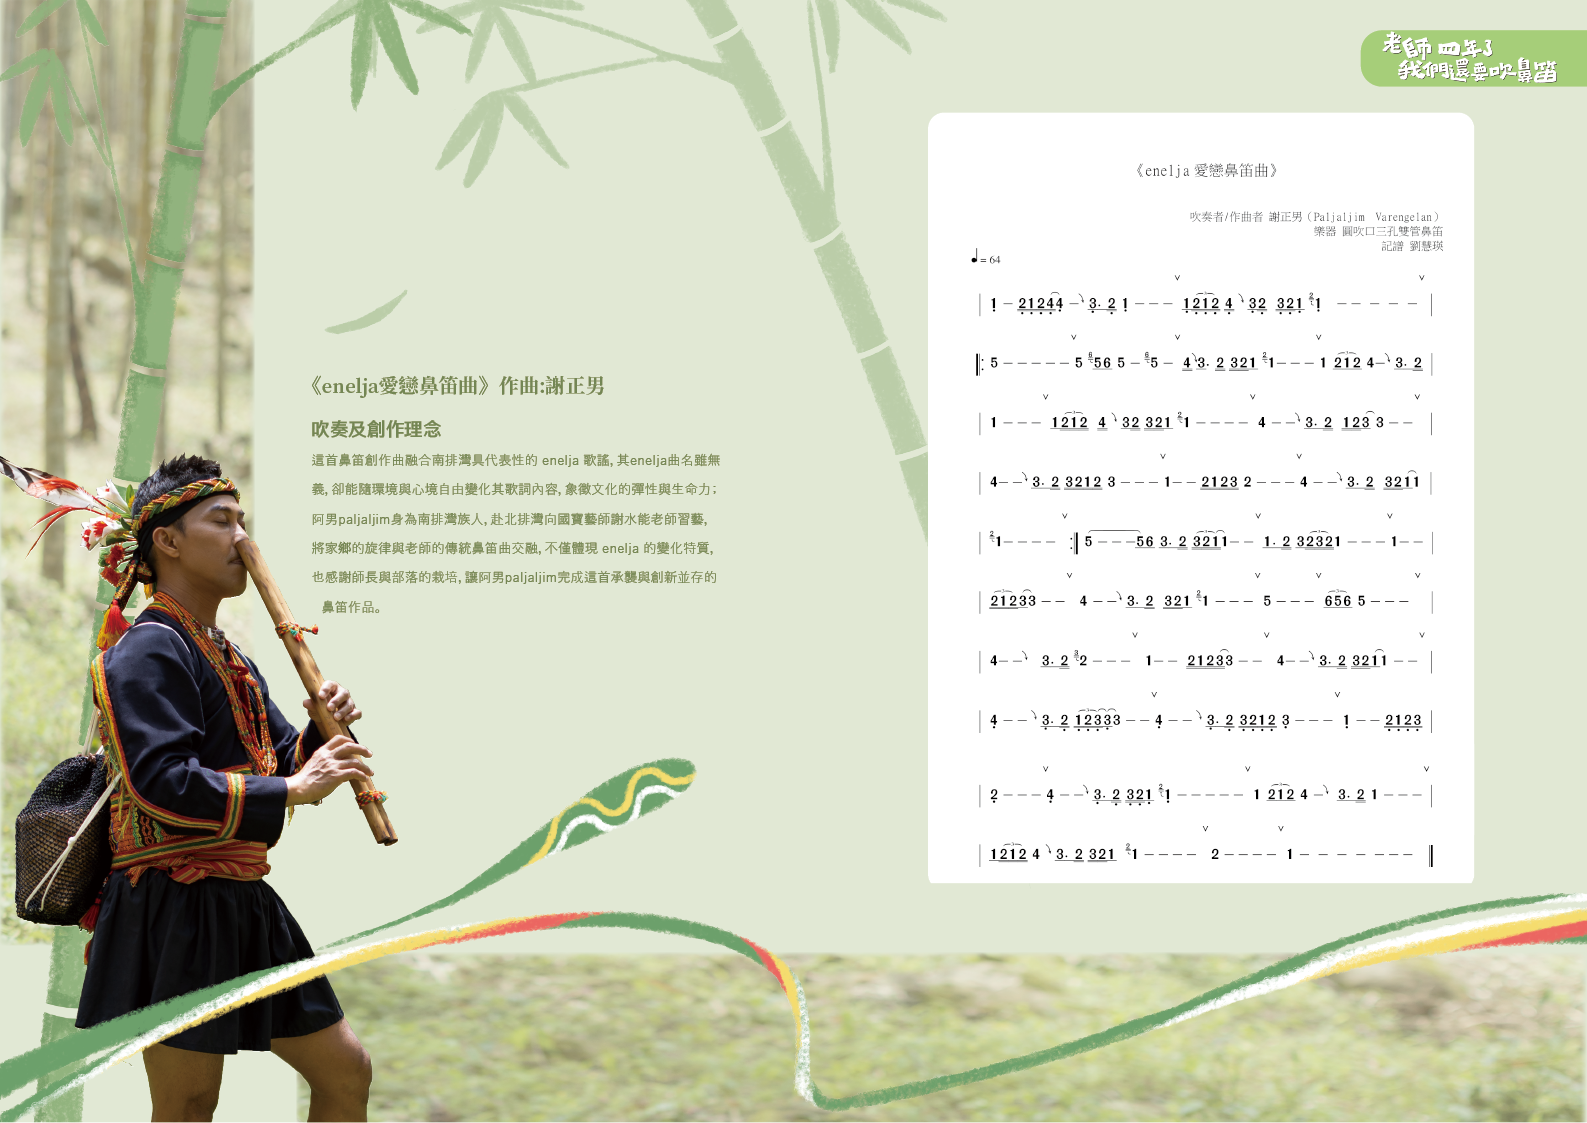 老師 四年了
我們還要吹鼻笛
《enelja愛戀鼻笛曲》作曲:謝正男
吹奏及創作理念
這首鼻笛創作曲融合南排灣具代表性的 enelja 歌謠, 其enelja曲名雖無
義, 卻能隨環境與心境自由變化其歌詞內容, 象徵文化的彈性與生命力;
阿男paljaljim身為南排灣族人, 赴北排灣向國寶藝師謝水能老師習藝,
將家鄉的旋律與老師的傳統鼻笛曲交融, 不僅體現 enelja 的變化特質,
也感謝師長與部落的栽培, 讓阿男paljaljim完成這首承襲與創新並存的
鼻笛作品。
《enelja 愛戀鼻笛曲》
吹奏者/作曲者 謝正男（Paljaljim Varengelan）
樂器 圓吹口三孔雙管鼻笛
記譜 劉慧瑛
♩= 64
| 1 – 21244 – 3. 2 1 – – – 1212 4 32 321 2 1 – – – – – |
|: 5 – – – – – 5 6 56 5 – 6 5 – 4 3. 2 321 2 1 – – – 1 212 4 – 3. 2 |
| 1 – – – 1212 4 32 321 2 1 – – – – 4 – – 3. 2 123 3 – – |
| 4 – – 3. 2 3212 3 – – – 1 – – 2123 2 – – – 4 – – 3. 2 3211 |
| 2 1 – – – – :| 5 – – – 56 3. 2 3211 – – 1. 2 32321 – – – 1 – – |
| 21233 – – 4 – – 3. 2 321 2 1 – – – 5 – – – 656 5 – – – |
| 4 – – 3. 2 3 2 – – – 1 – – 21233 – – 4 – – 3. 2 3211 – – |
| 4 – – 3. 2 12333 – – 4 – – 3. 2 3212 3 – – – 1 – – 2123 |
| 2 – – – 4 – – 3. 2 321 2 1 – – – – – 1 212 4 – 3. 2 1 – – – |
| 1212 4 3. 2 321 2 1 – – – – 2 – – – – 1 – – – – – – |